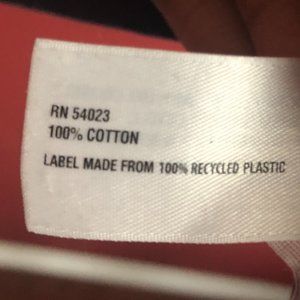 RN 54023
100% COTTON
LABEL MADE FROM 100% RECYCLED PLASTIC